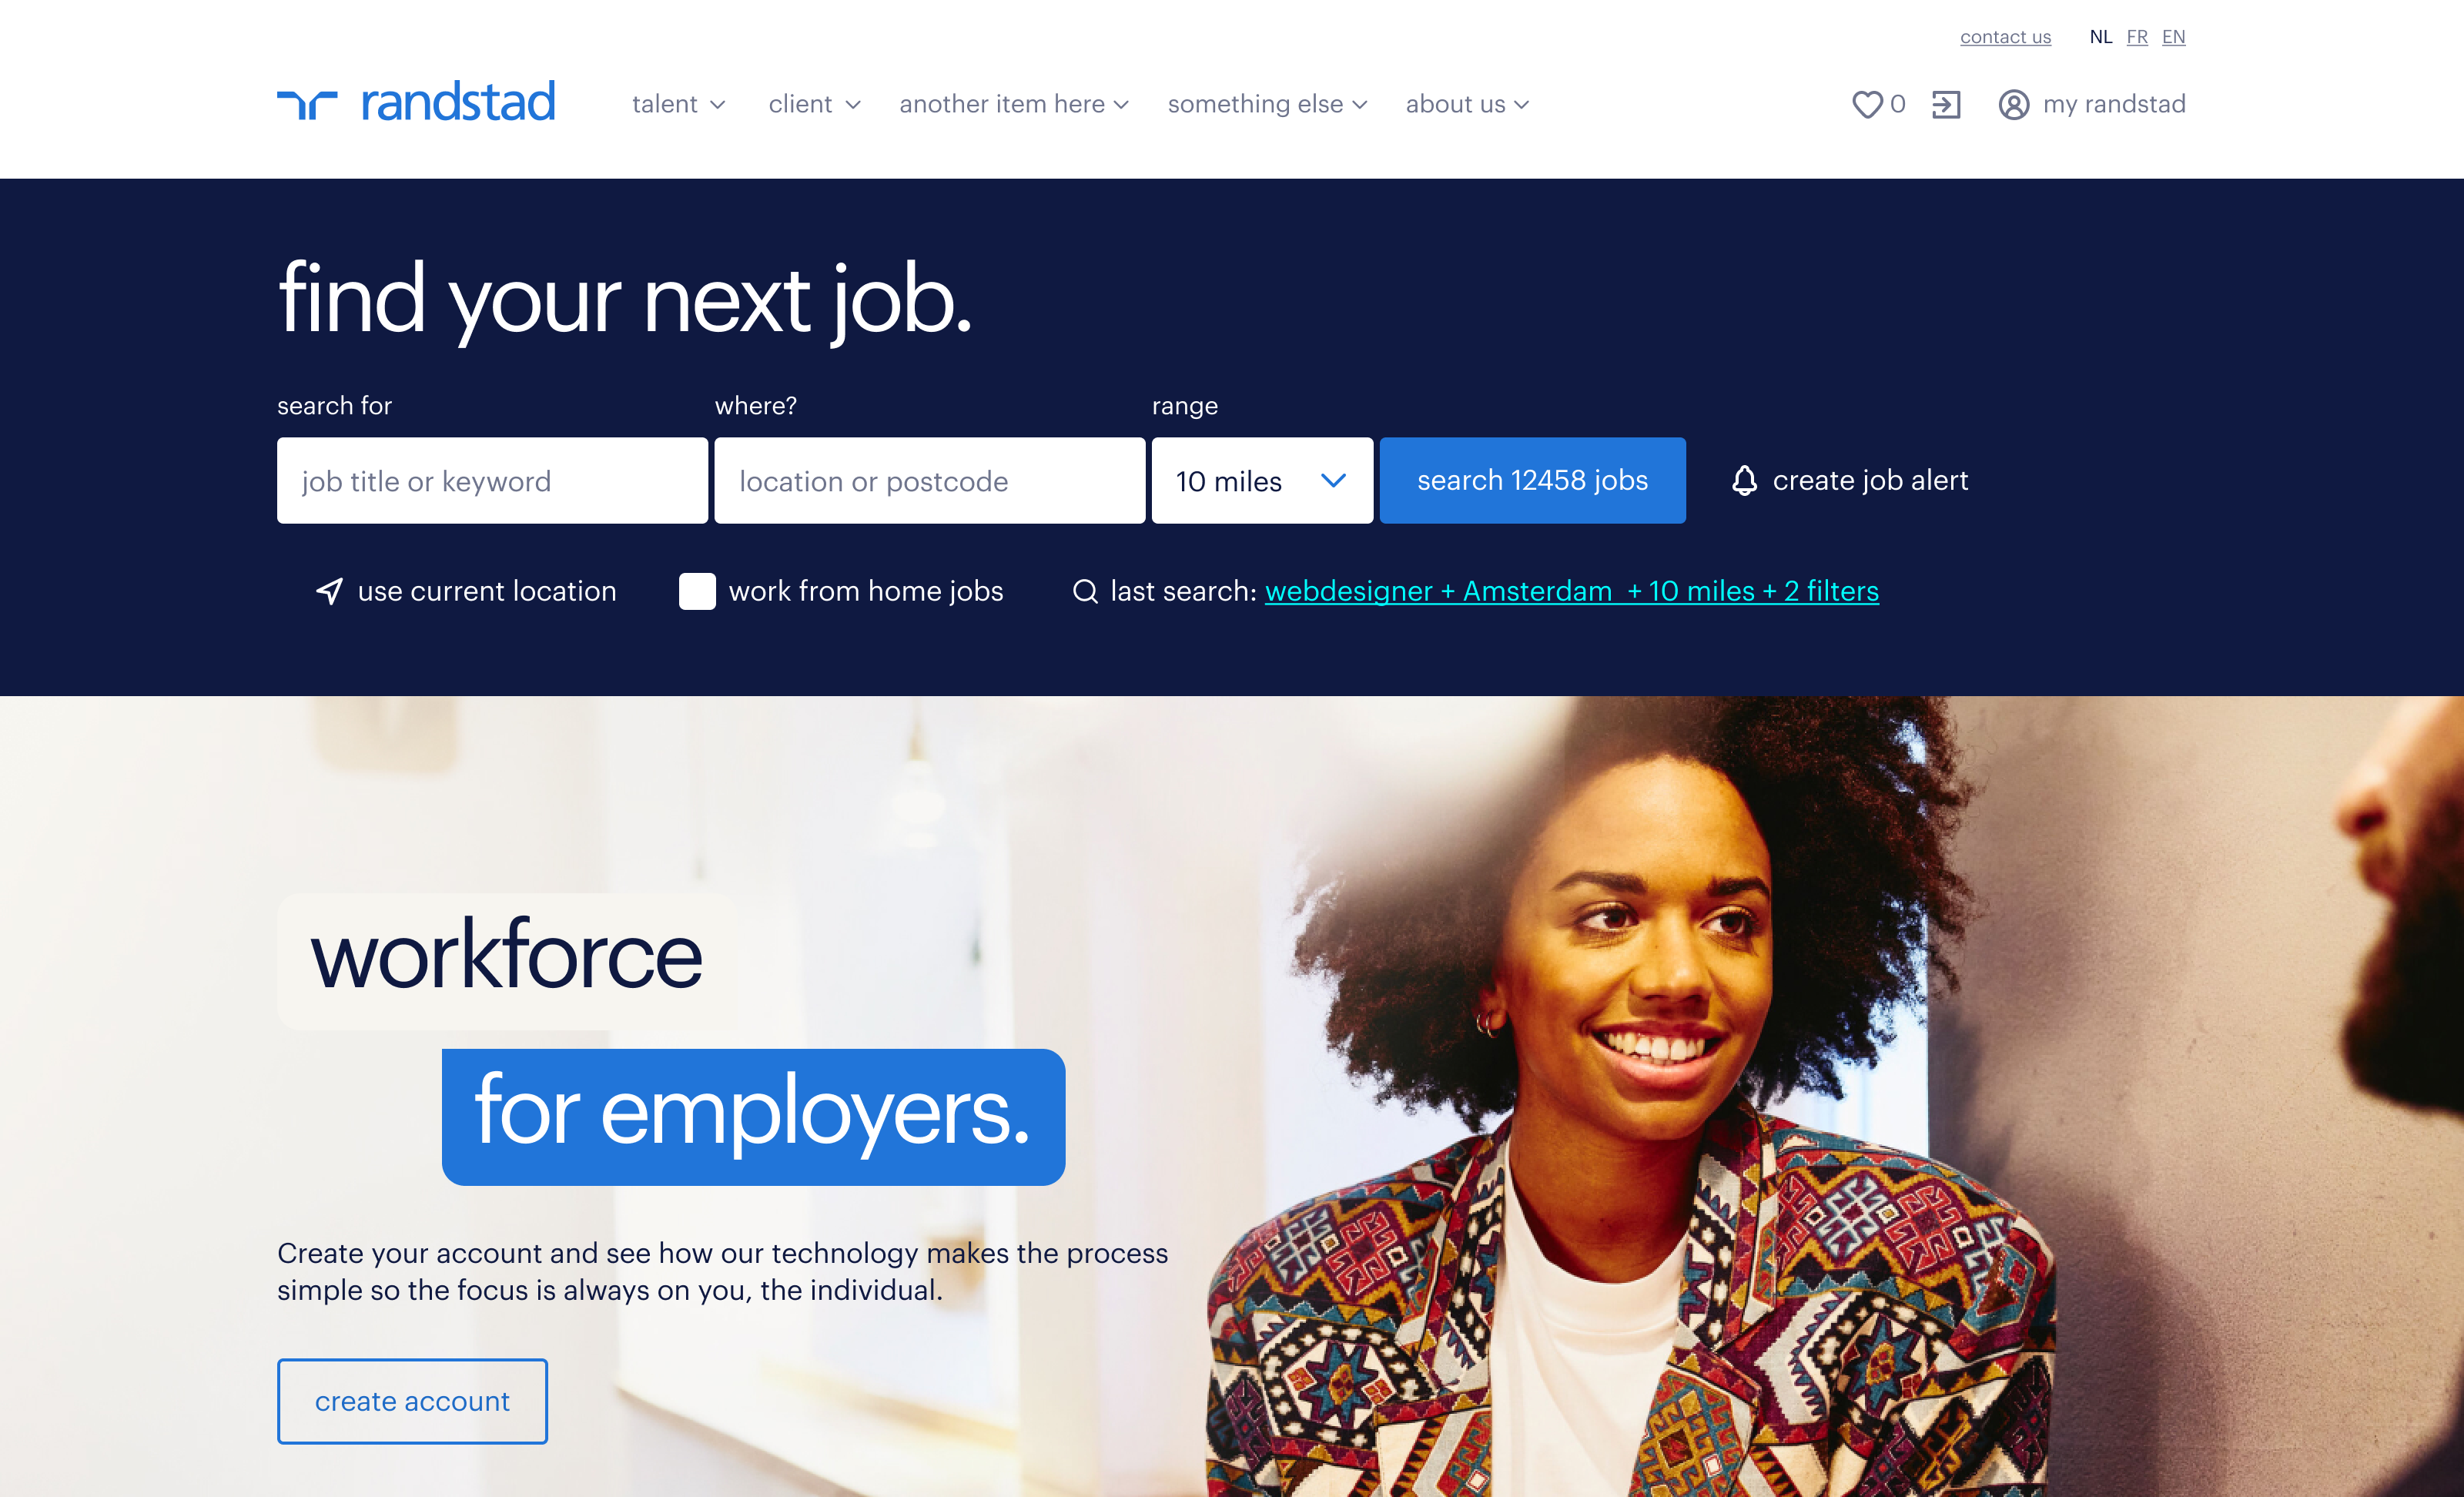 contact us NL FR EN
randstad talent client another item here something else about us 0 my randstad
find your next job.
search for where? range
job title or keyword location or postcode 10 miles search 12458 jobs create job alert
use current location work from home jobs last search: webdesigner + Amsterdam + 10 miles + 2 filters
workforce
for employers.
Create your account and see how our technology makes the process
simple so the focus is always on you, the individual.
create account